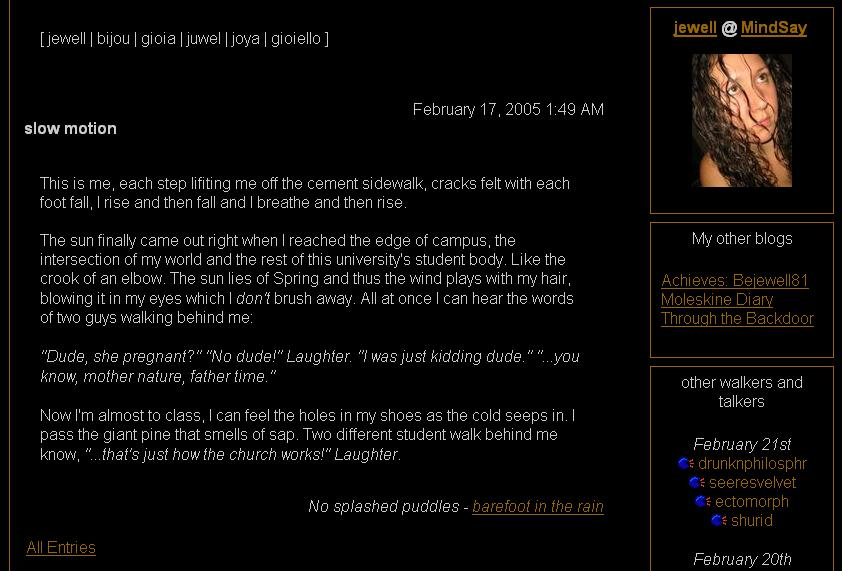 [ jewell | bijou | gioia | juwel | joya | gioiello ]
February 17, 2005 1:49 AM
slow motion
This is me, each step lifiting me off the cement sidewalk, cracks felt with each
foot fall, I rise and then fall and I breathe and then rise.
The sun finally came out right when I reached the edge of campus, the
intersection of my world and the rest of this university's student body. Like the
crook of an elbow. The sun lies of Spring and thus the wind plays with my hair,
blowing it in my eyes which I don't brush away. All at once I can hear the words
of two guys walking behind me:
"Dude, she pregnant?" "No dude!" Laughter. "I was just kidding dude." "...you
know, mother nature, father time."
Now I'm almost to class, I can feel the holes in my shoes as the cold seeps in. I
pass the giant pine that smells of sap. Two different student walk behind me
know, "...that's just how the church works!" Laughter.
No splashed puddles - barefoot in the rain
All Entries
jewell @ MindSay
My other blogs
Achieves: Bejewell81
Moleskine Diary
Through the Backdoor
other walkers and
talkers
February 21st
drunknphilosphr
seeresvelvet
ectomorph
shurid
February 20th